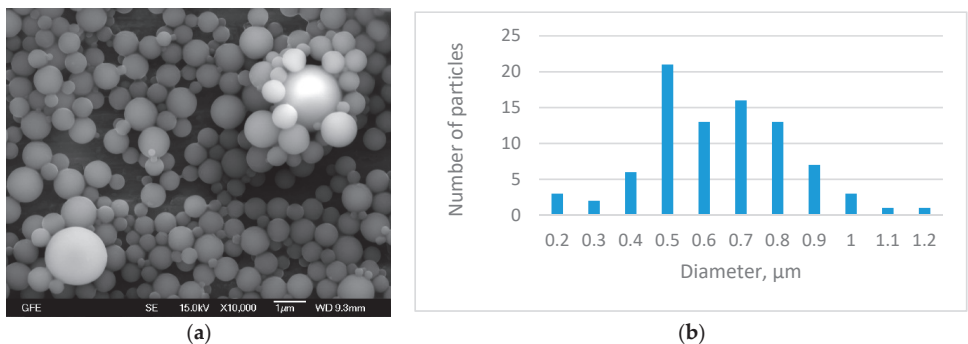 GFE SE 15.0kV X10,000 1µm WD 9.3mm
(a)
Number of particles
25
20
15
10
5
0
0.2 0.3 0.4 0.5 0.6 0.7 0.8 0.9 1 1.1 1.2
Diameter, µm
(b)